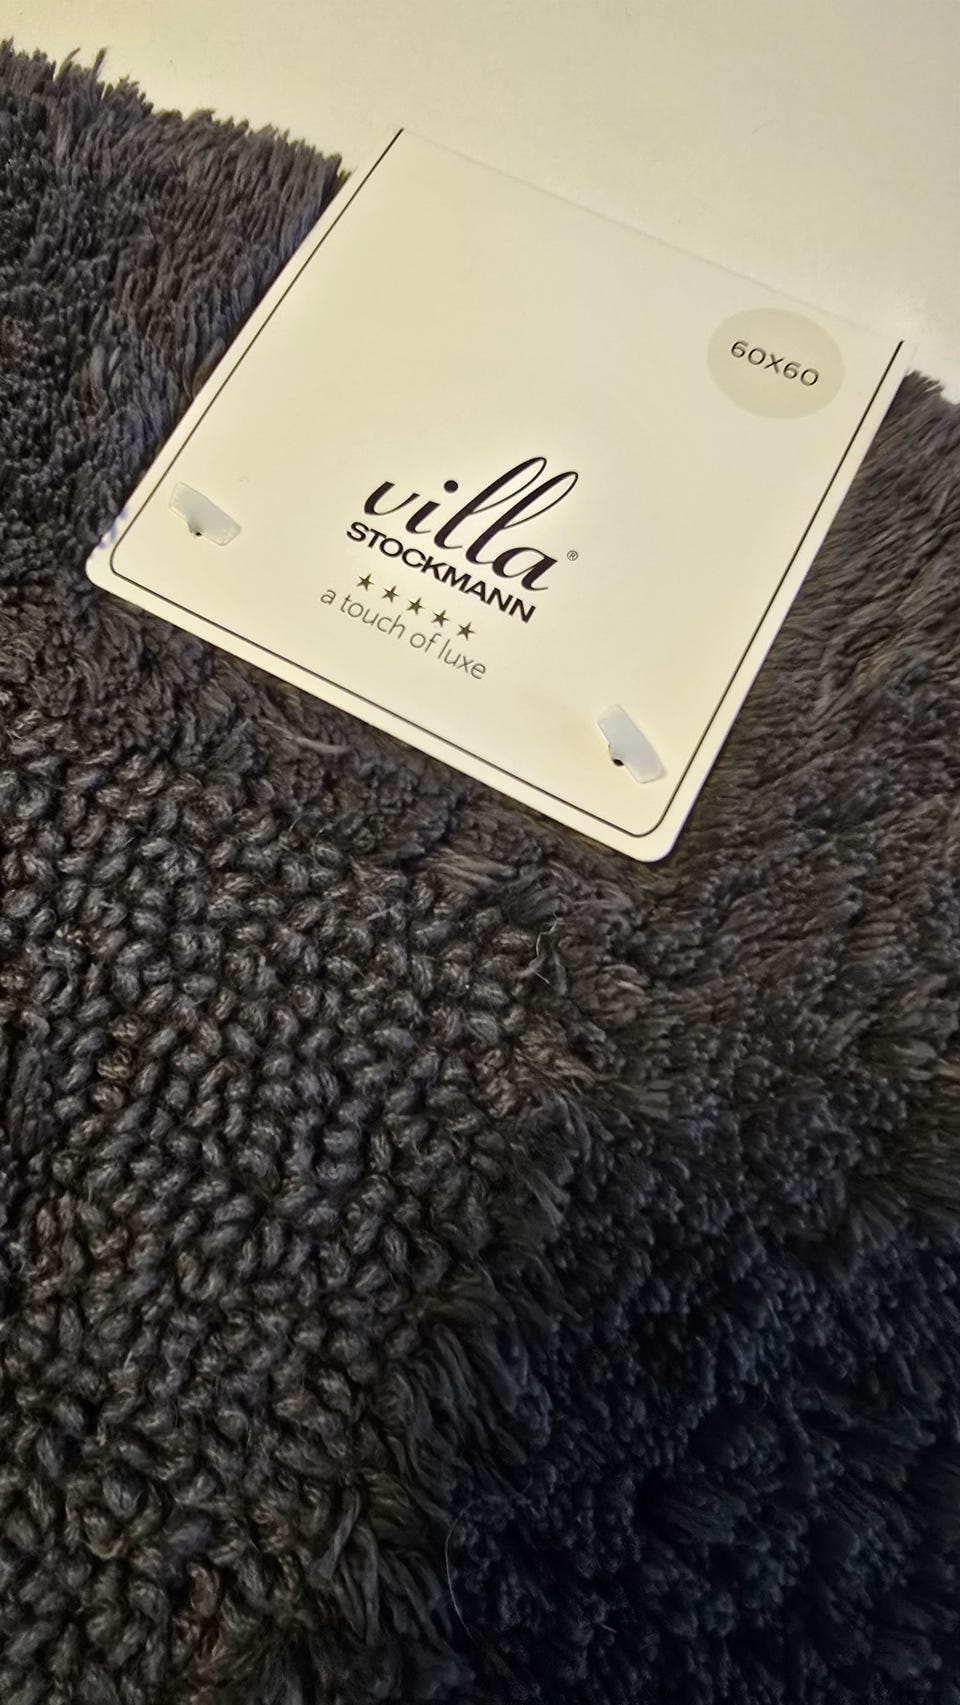 60X60
villa®
STOCKMANN
★★★★★
a touch of luxe